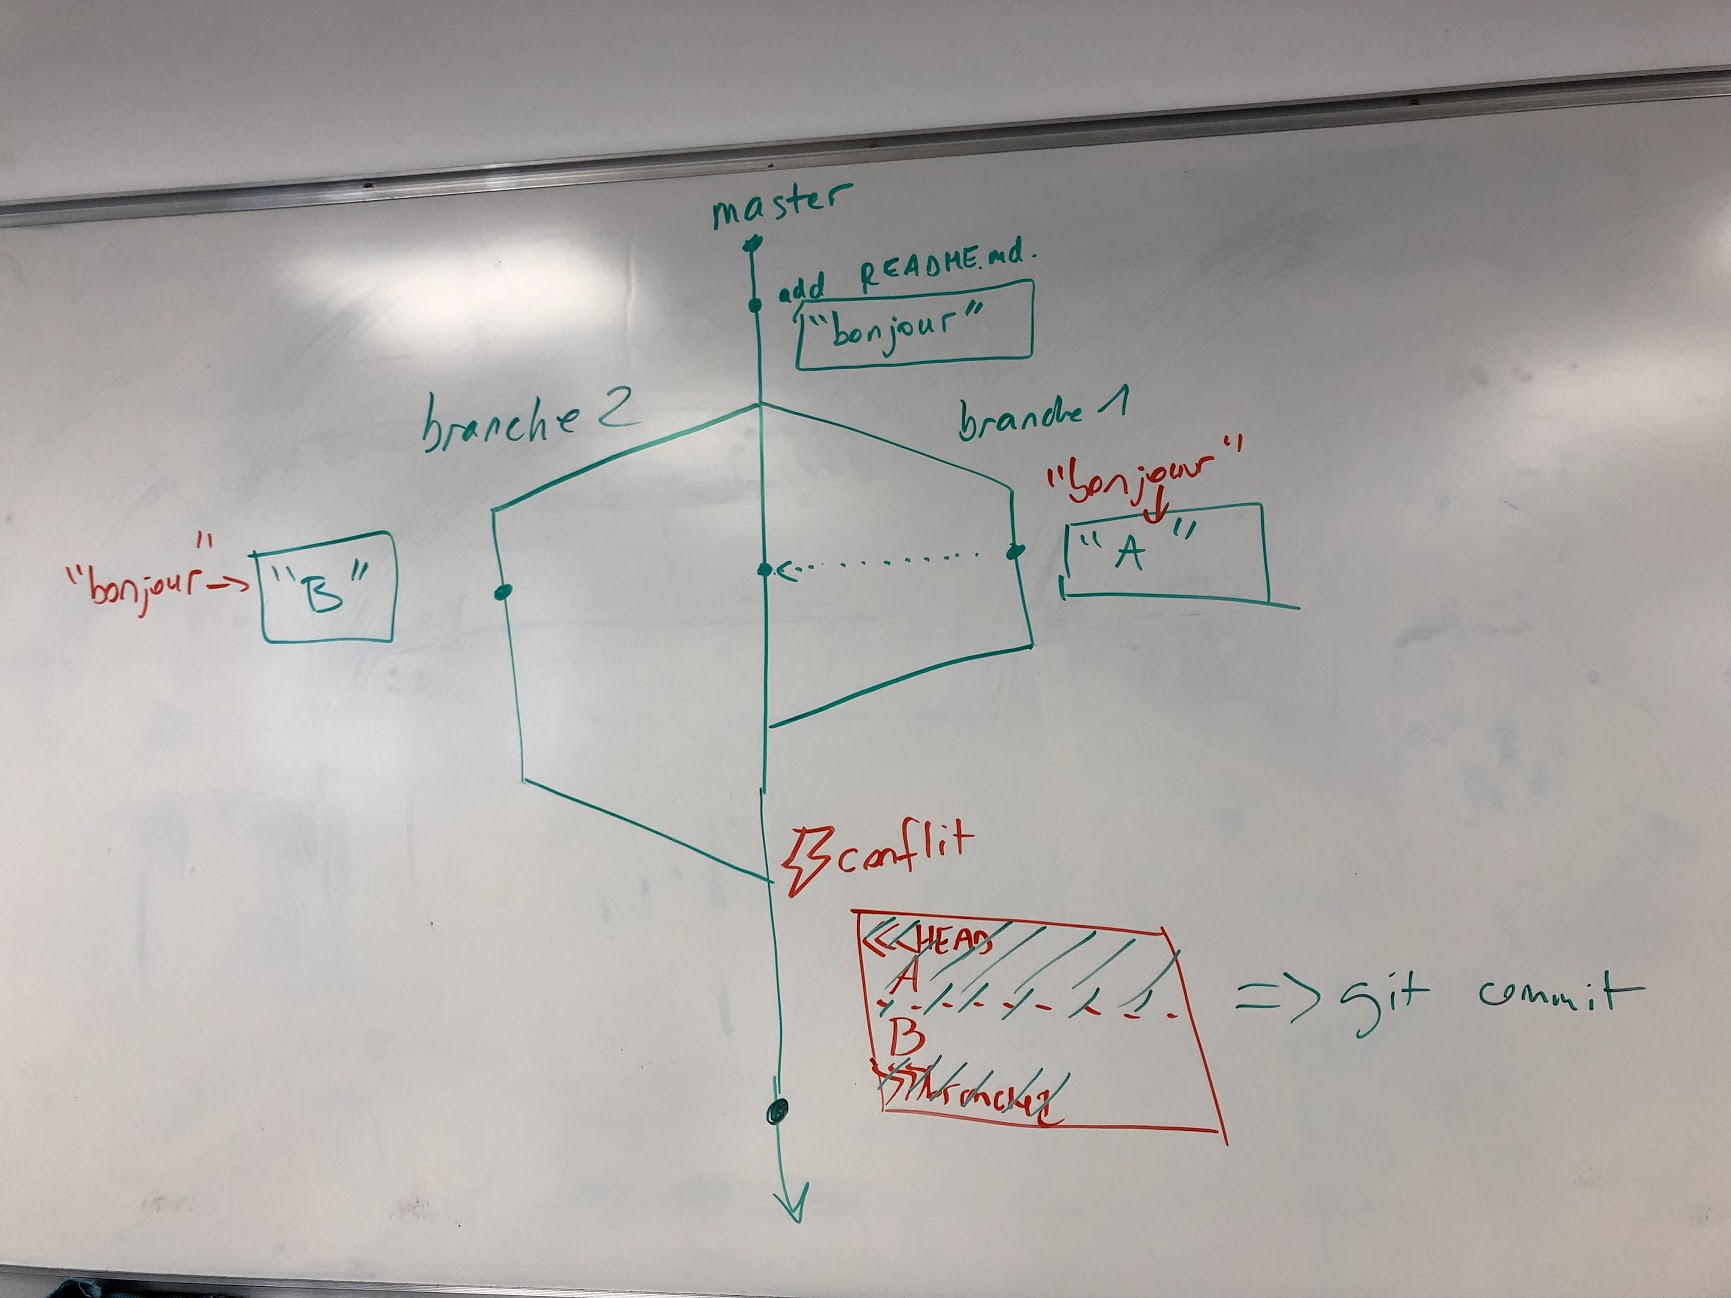 master
add README.md.
"bonjour"
branche 2
branche 1
"bonjour"
"A"
"bonjour" → "B"
conflit
<<HEAD
A
- - - - - - - -
B
>> branche2
=> git commit